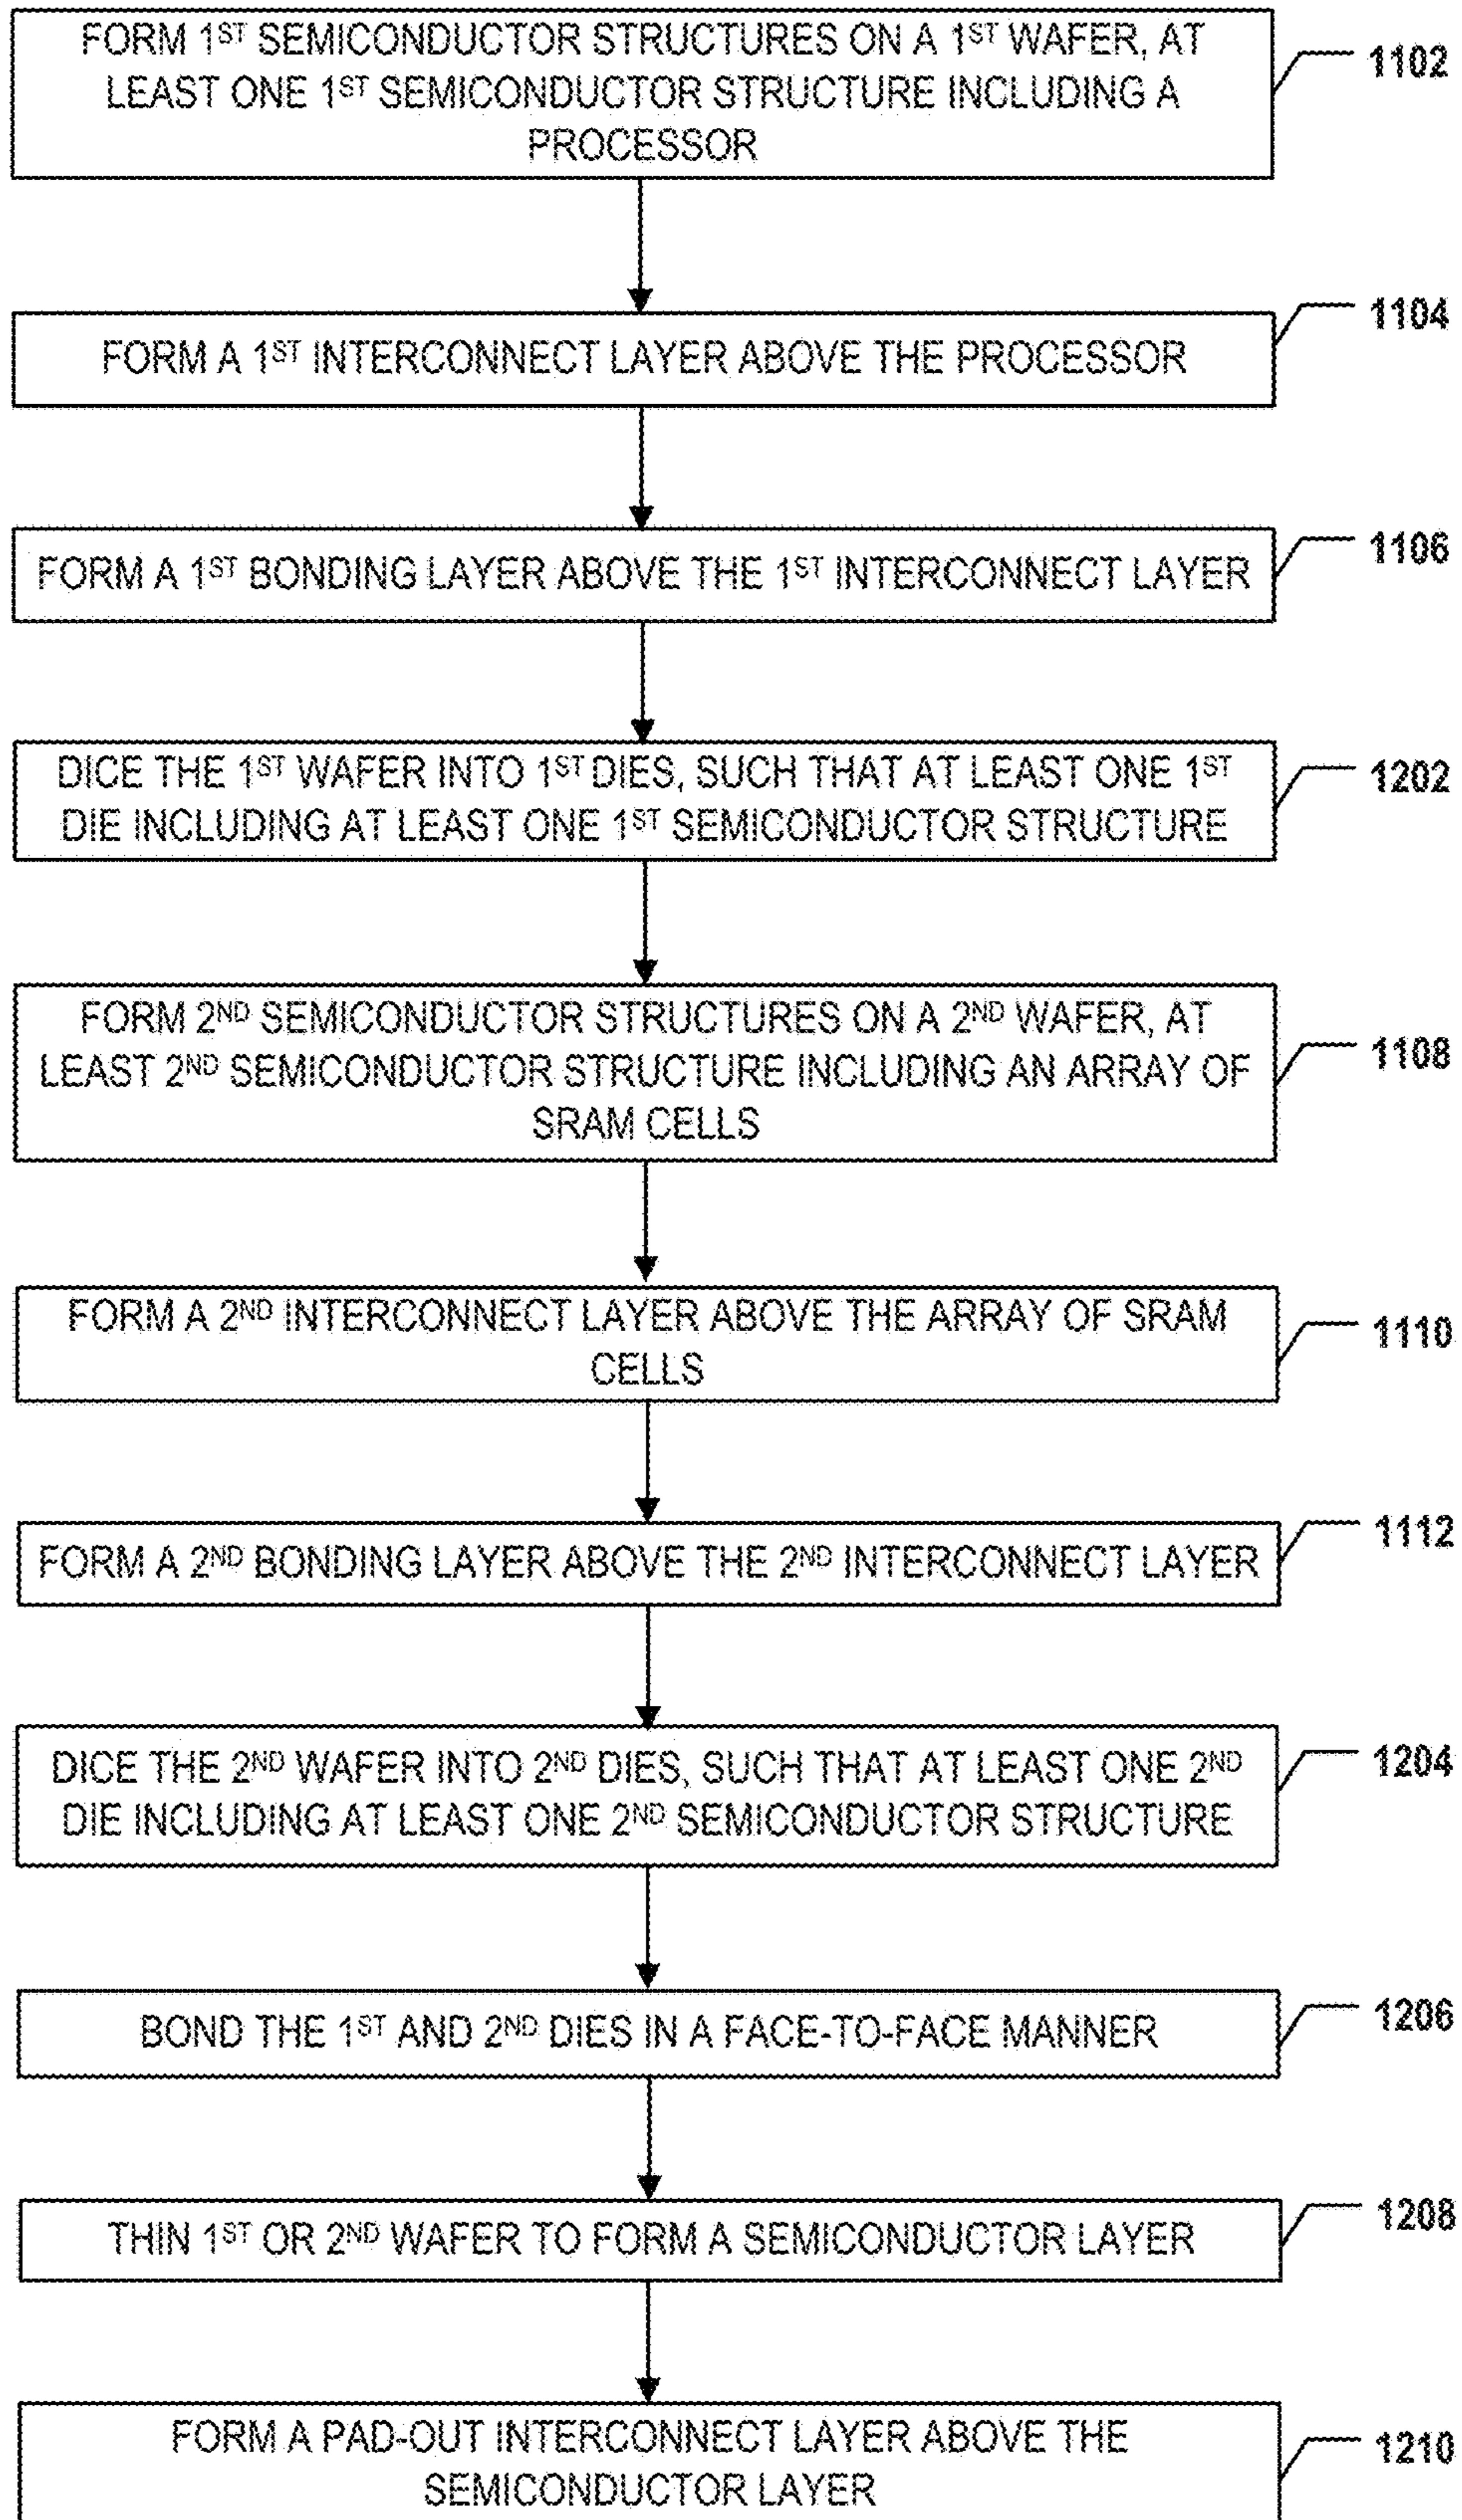 FORM 1ST SEMICONDUCTOR STRUCTURES ON A 1ST WAFER, AT
LEAST ONE 1ST SEMICONDUCTOR STRUCTURE INCLUDING A
PROCESSOR
1102
FORM A 1ST INTERCONNECT LAYER ABOVE THE PROCESSOR
1104
FORM A 1ST BONDING LAYER ABOVE THE 1ST INTERCONNECT LAYER
1106
DICE THE 1ST WAFER INTO 1ST DIES, SUCH THAT AT LEAST ONE 1ST
DIE INCLUDING AT LEAST ONE 1ST SEMICONDUCTOR STRUCTURE
1202
FORM 2ND SEMICONDUCTOR STRUCTURES ON A 2ND WAFER, AT
LEAST 2ND SEMICONDUCTOR STRUCTURE INCLUDING AN ARRAY OF
SRAM CELLS
1108
FORM A 2ND INTERCONNECT LAYER ABOVE THE ARRAY OF SRAM
CELLS
1110
FORM A 2ND BONDING LAYER ABOVE THE 2ND INTERCONNECT LAYER
1112
DICE THE 2ND WAFER INTO 2ND DIES, SUCH THAT AT LEAST ONE 2ND
DIE INCLUDING AT LEAST ONE 2ND SEMICONDUCTOR STRUCTURE
1204
BOND THE 1ST AND 2ND DIES IN A FACE-TO-FACE MANNER
1206
THIN 1ST OR 2ND WAFER TO FORM A SEMICONDUCTOR LAYER
1208
FORM A PAD-OUT INTERCONNECT LAYER ABOVE THE
SEMICONDUCTOR LAYER
1210